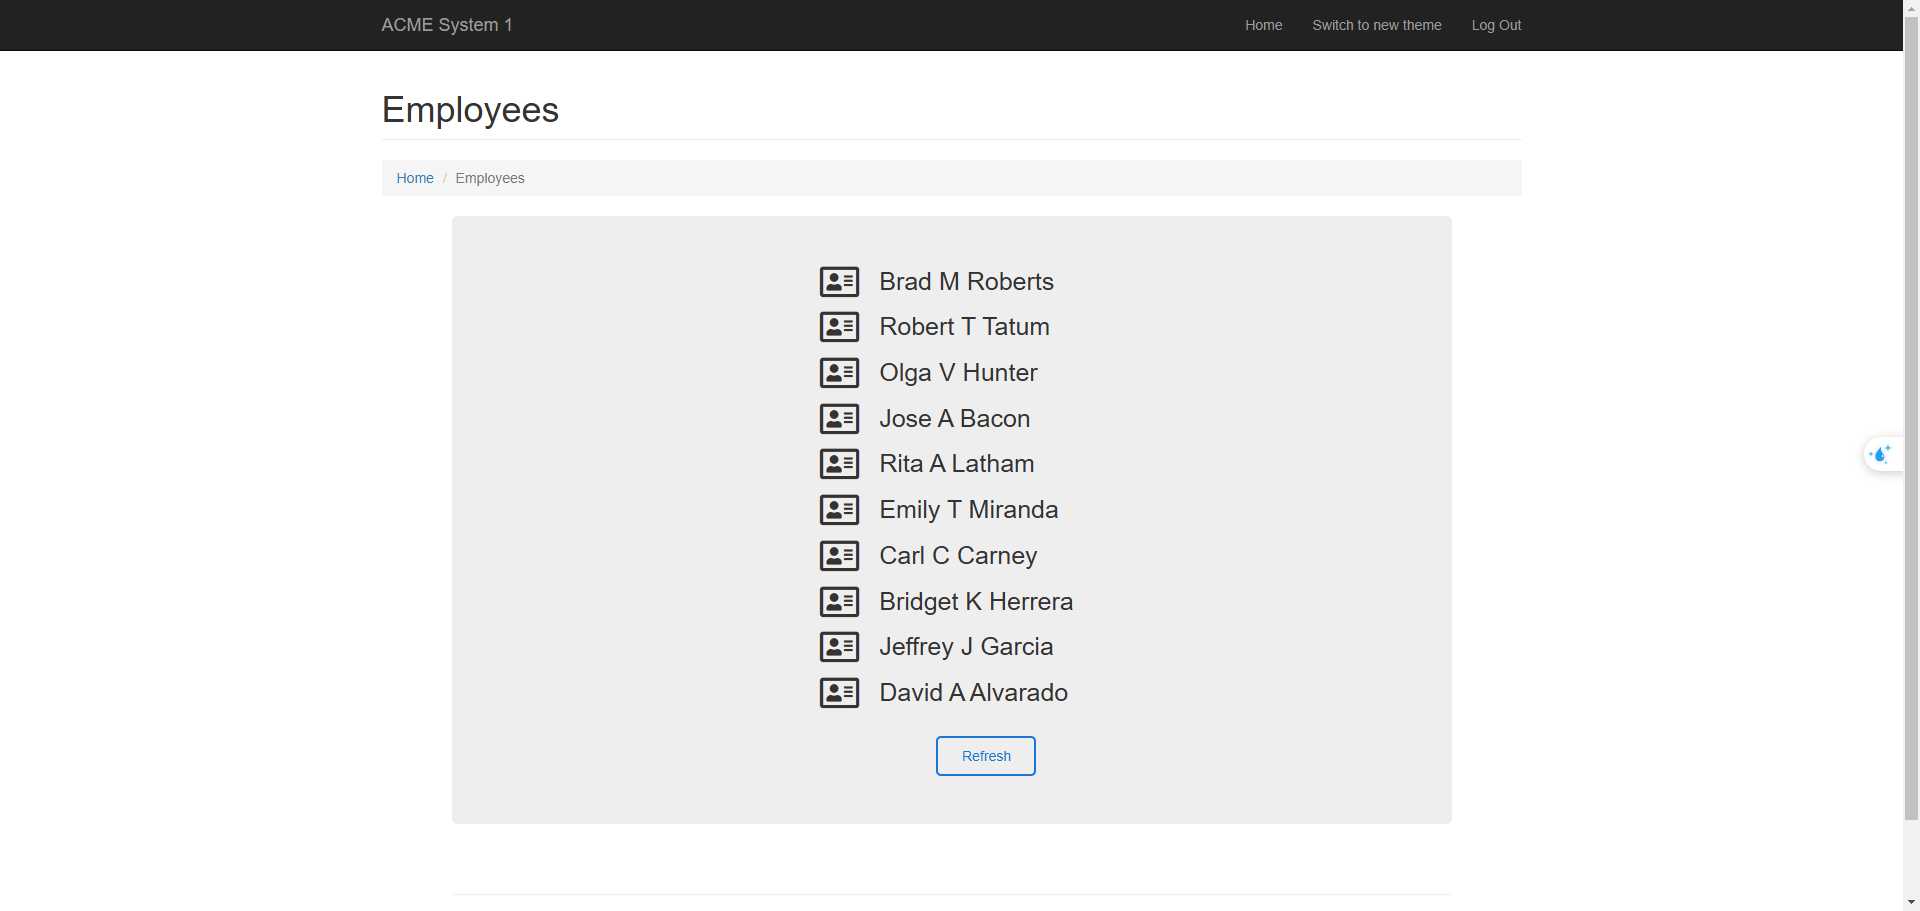 ACME System 1 Home Switch to new theme Log Out
Employees
Home / Employees
Brad M Roberts
Robert T Tatum
Olga V Hunter
Jose A Bacon
Rita A Latham
Emily T Miranda
Carl C Carney
Bridget K Herrera
Jeffrey J Garcia
David A Alvarado
Refresh